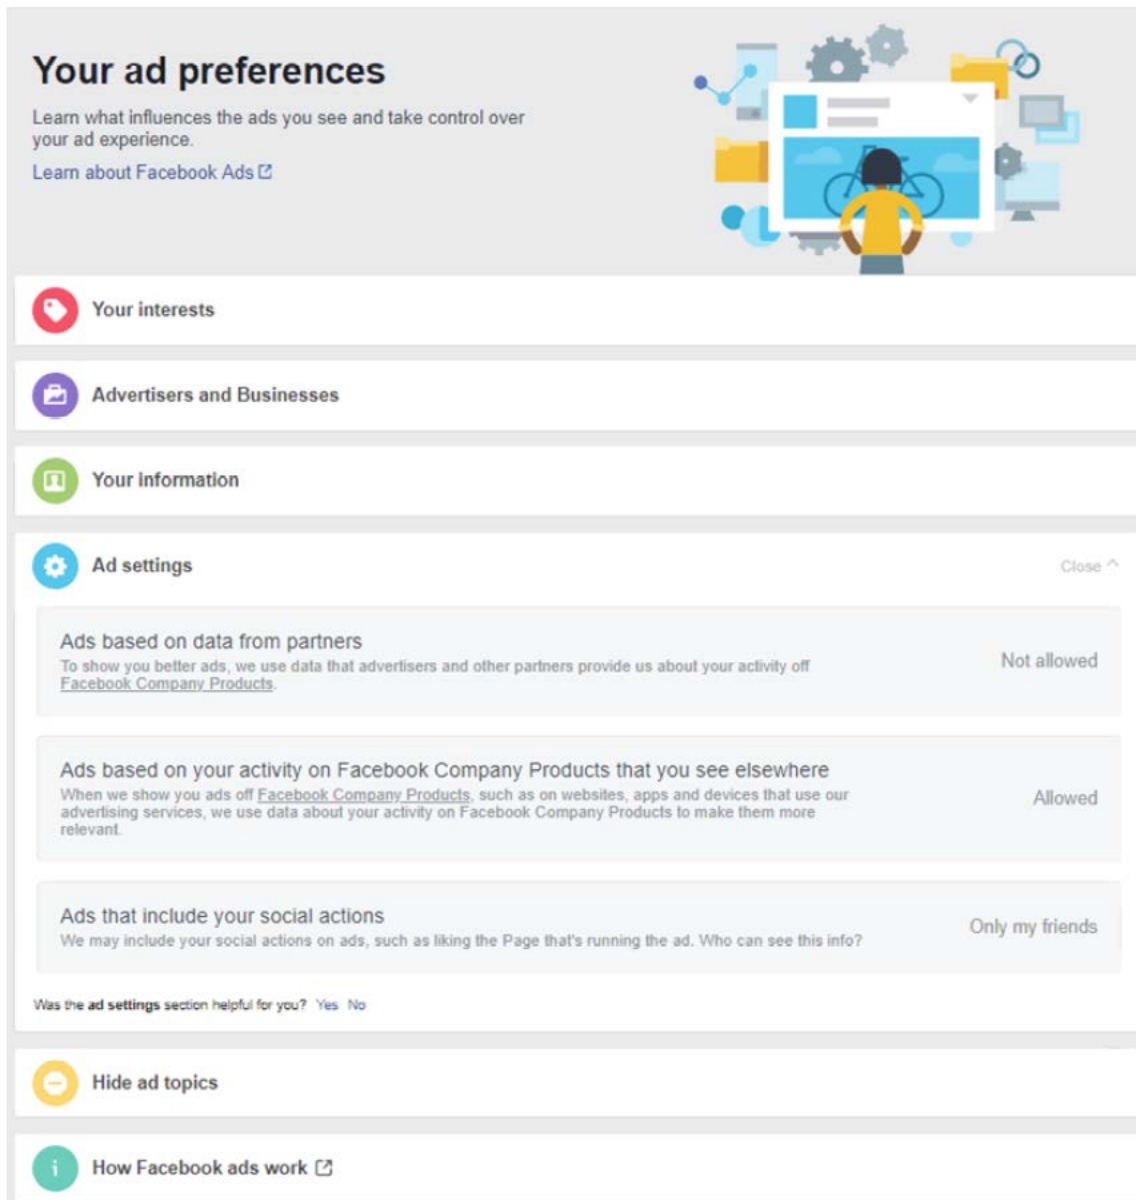 Your ad preferences
Learn what influences the ads you see and take control over
your ad experience.
Learn about Facebook Ads
Your interests
Advertisers and Businesses
Your information
Ad settings
Close
Ads based on data from partners
To show you better ads, we use data that advertisers and other partners provide us about your activity off
Facebook Company Products.
Not allowed
Ads based on your activity on Facebook Company Products that you see elsewhere
When we show you ads off Facebook Company Products, such as on websites, apps and devices that use our
advertising services, we use data about your activity on Facebook Company Products to make them more
relevant.
Allowed
Ads that include your social actions
We may include your social actions on ads, such as liking the Page that's running the ad. Who can see this info?
Only my friends
Was the ad settings section helpful for you? Yes No
Hide ad topics
How Facebook ads work